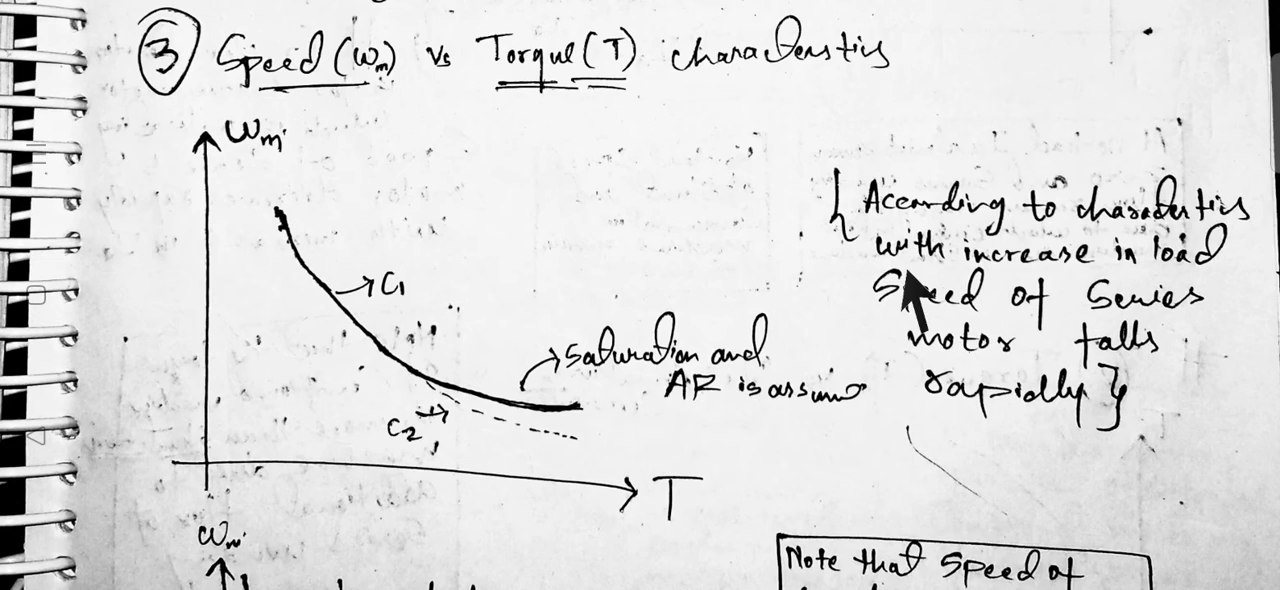 ③ Speed (ωm) vs Torque (T) characteristics
ωm
→ C1
saturation and
AR is assum
C2 →
T
{ According to characteristics
with increase in load
Speed of Series
motor falls
rapidly }
ωm
Note that speed of